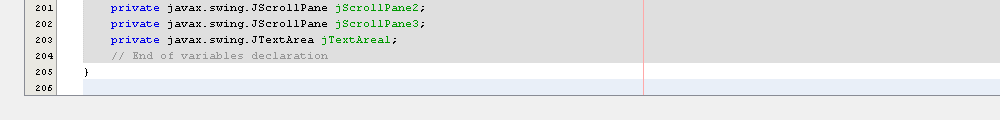 201 private javax.swing.JScrollPane jScrollPane2;
202 private javax.swing.JScrollPane jScrollPane3;
203 private javax.swing.JTextArea jTextArea1;
204 // End of variables declaration
205 }
206